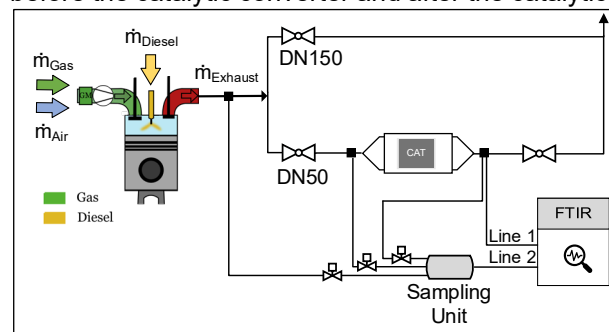 before the catalytic converter and after the catalytic
ṁDiesel
ṁGas
ṁExhaust
DN150
GM
ṁAir
CAT
DN50
Gas
Diesel
FTIR
Line 1
Line 2
Sampling
Unit